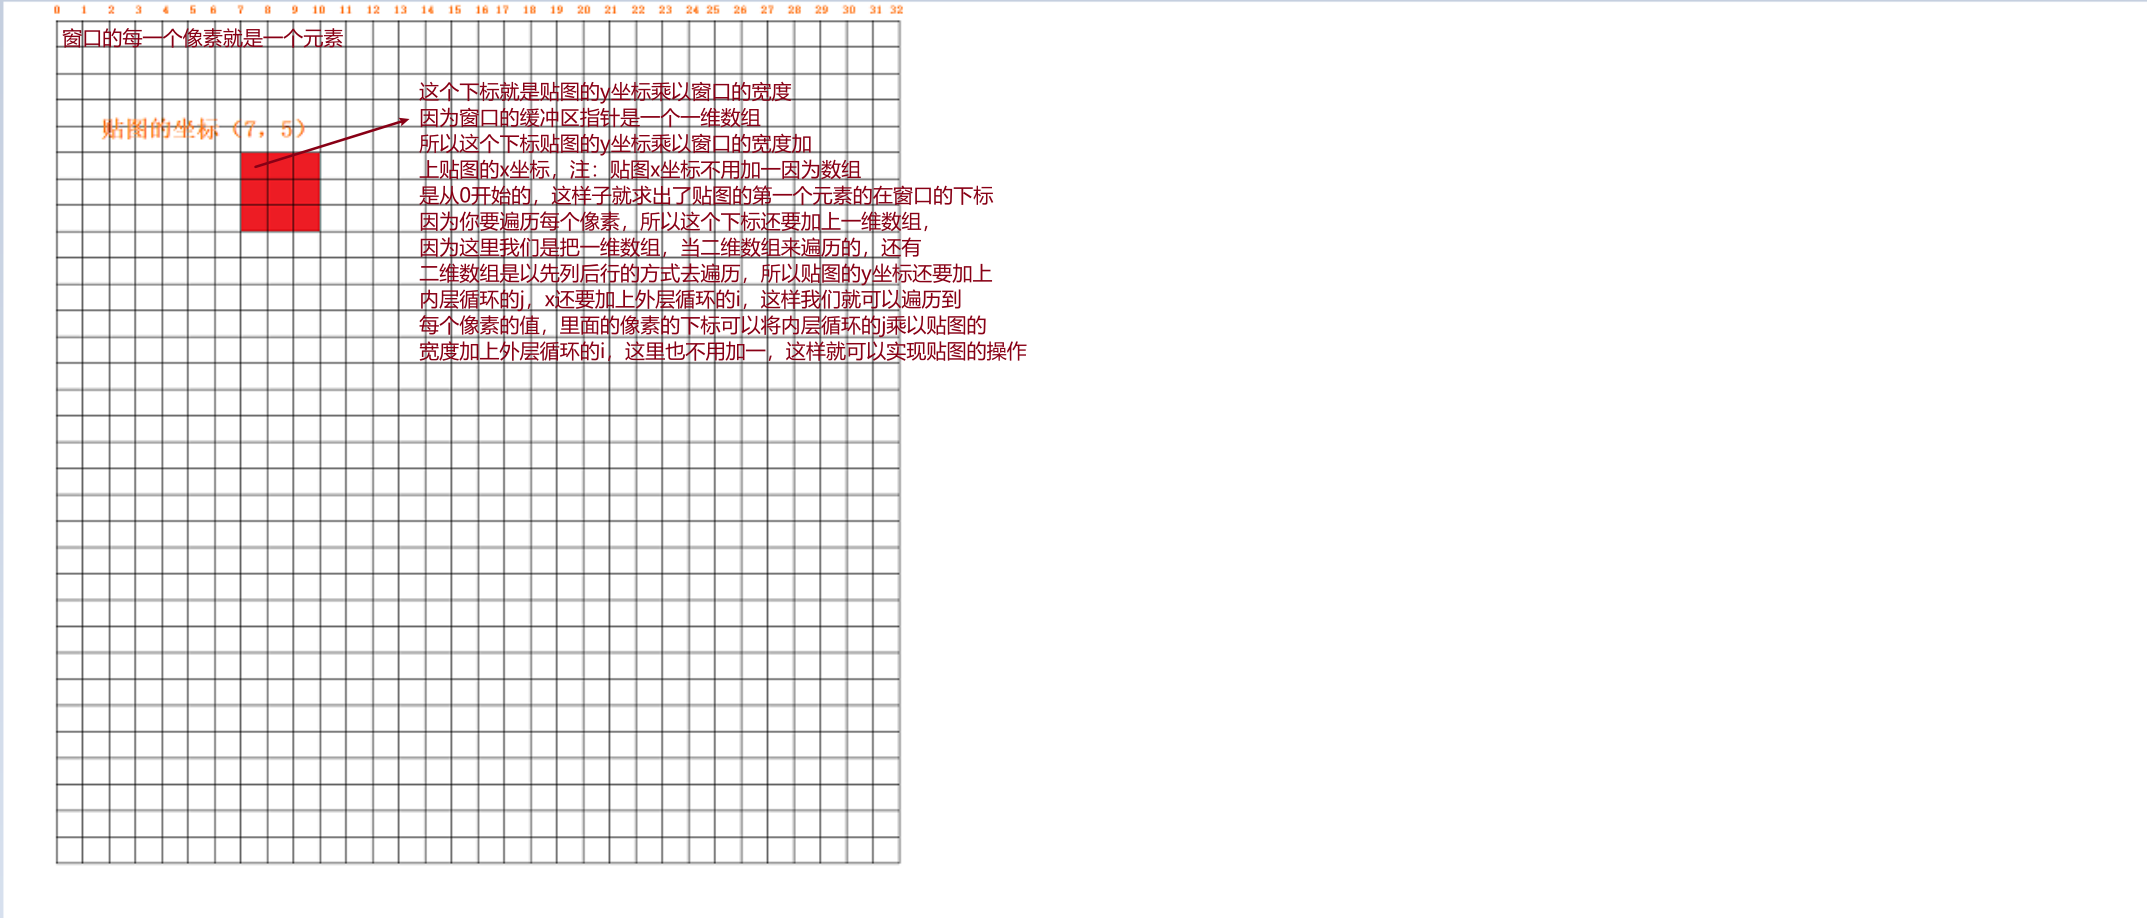 0 1 2 3 4 5 6 7 8 9 10 11 12 13 14 15 16 17 18 19 20 21 22 23 24 25 26 27 28 29 30 31 32
窗口的每一个像素就是一个元素
这个下标就是贴图的y坐标乘以窗口的宽度
因为窗口的缓冲区指针是一个一维数组
贴图的坐标（7，5）
所以这个下标贴图的y坐标乘以窗口的宽度加
上贴图的x坐标，注：贴图x坐标不用加一因为数组
是从0开始的，这样子就求出了贴图的第一个元素的在窗口的下标
因为你要遍历每个像素，所以这个下标还要加上一维数组，
因为这里我们是把一维数组，当二维数组来遍历的，还有
二维数组是以先列后行的方式去遍历，所以贴图的y坐标还要加上
内层循环的j，x还要加上外层循环的i，这样我们就可以遍历到
每个像素的值，里面的像素的下标可以将内层循环的j乘以贴图的
宽度加上外层循环的i，这里也不用加一，这样就可以实现贴图的操作